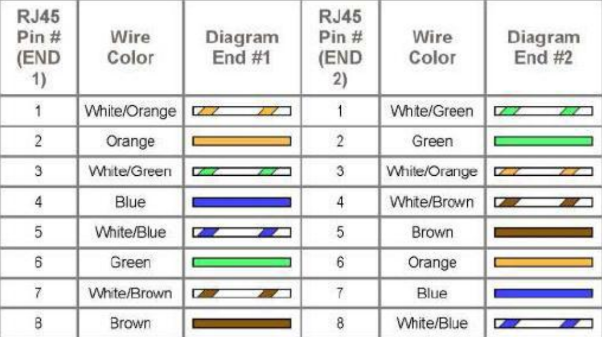 RJ45 Pin # (END 1) Wire Color Diagram End #1 RJ45 Pin # (END 2) Wire Color Diagram End #2
1 White/Orange 1 White/Green
2 Orange 2 Green
3 White/Green 3 White/Orange
4 Blue 4 White/Brown
5 White/Blue 5 Brown
6 Green 6 Orange
7 White/Brown 7 Blue
8 Brown 8 White/Blue